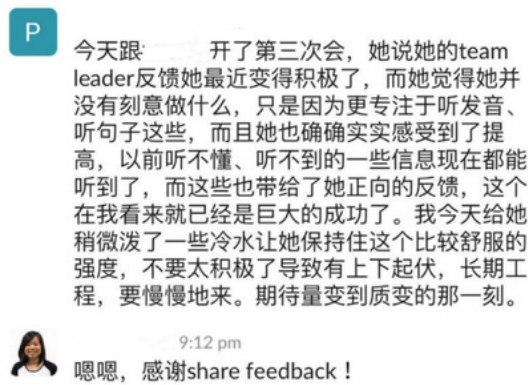 P
今天跟 开了第三次会，她说她的team
leader反馈她最近变得积极了，而她觉得她并
没有刻意做什么，只是因为更专注于听发音、
听句子这些，而且她也确确实实感受到了提
高，以前听不懂、听不到的一些信息现在都能
听到了，而这些也带给了她正向的反馈，这个
在我看来就已经是巨大的成功了。我今天给她
稍微泼了一些冷水让她保持住这个比较舒服的
强度，不要太积极了导致有上下起伏，长期工
程，要慢慢地来。期待量变到质变的那一刻。
9:12 pm
嗯嗯，感谢share feedback！